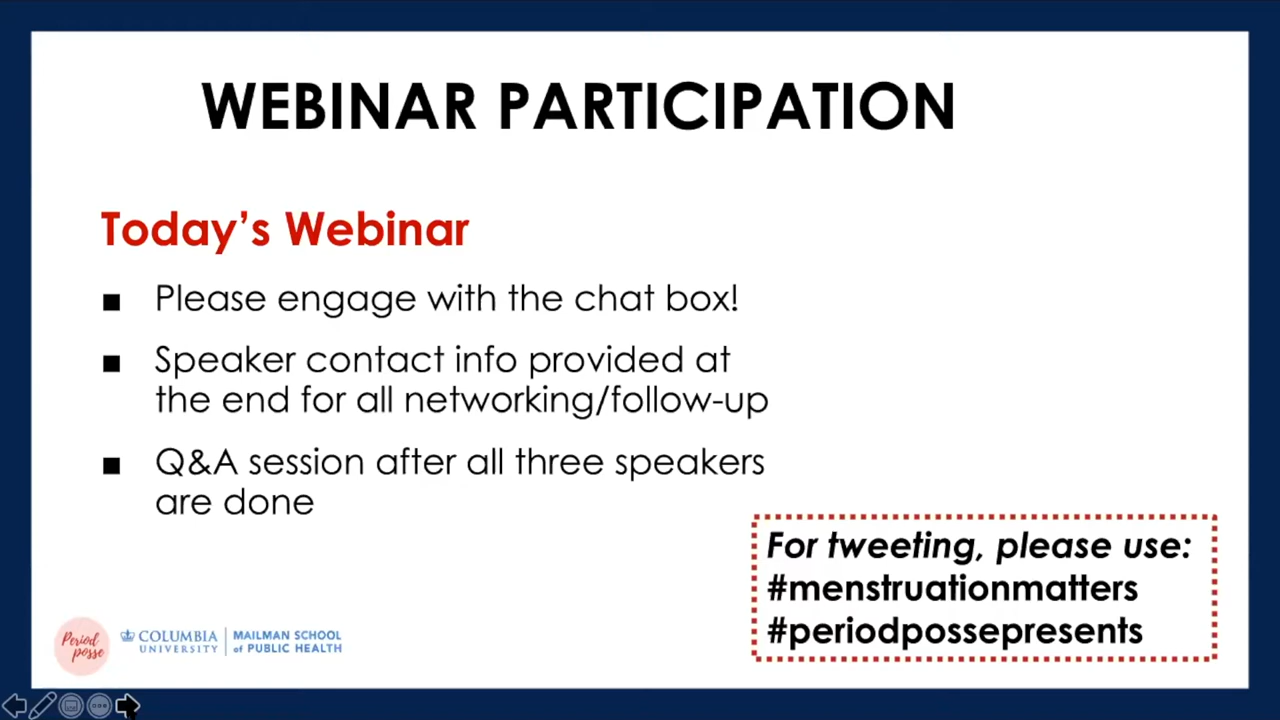 WEBINAR PARTICIPATION
Today’s Webinar
■ Please engage with the chat box!
■ Speaker contact info provided at
the end for all networking/follow-up
■ Q&A session after all three speakers
are done
For tweeting, please use:
#menstruationmatters
#periodpossepresents
Period
posse
COLUMBIA
UNIVERSITY
MAILMAN SCHOOL
of PUBLIC HEALTH